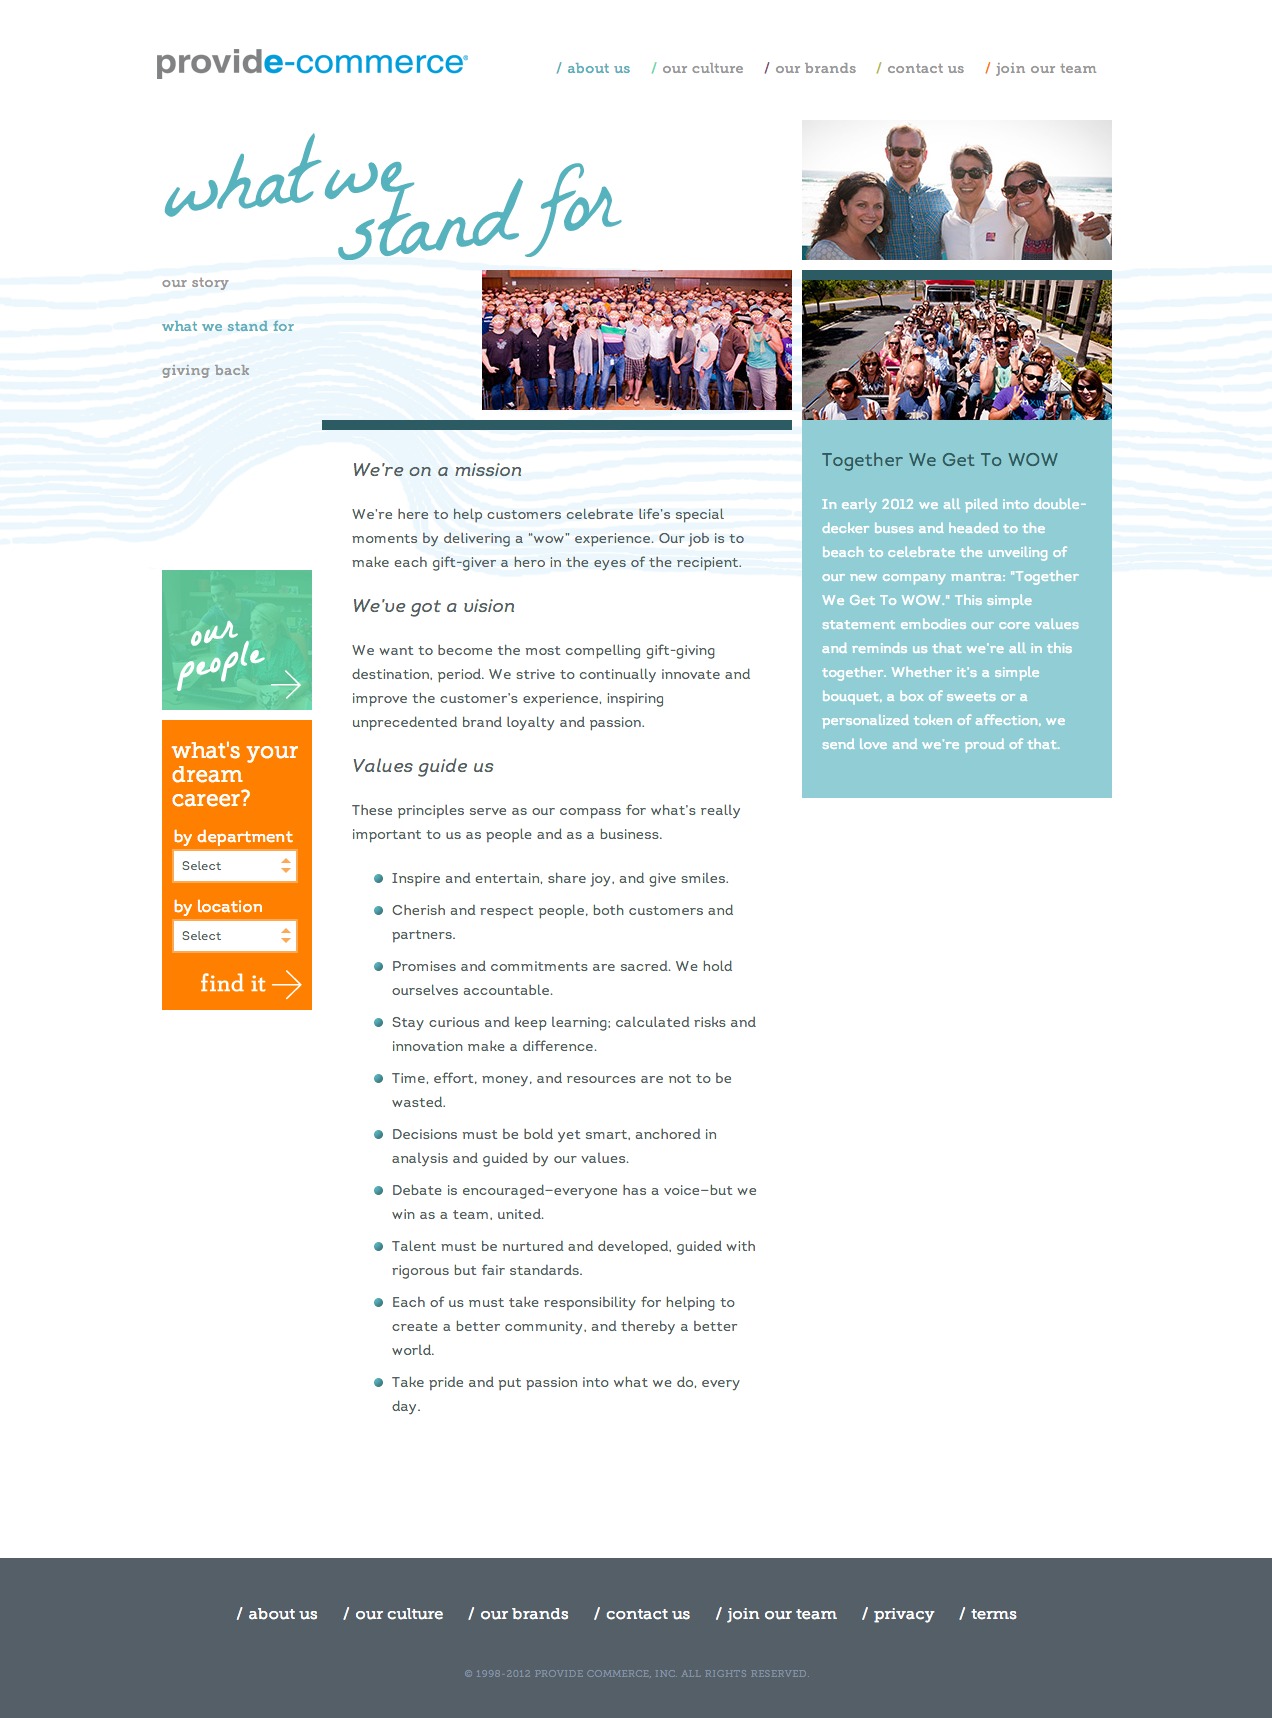 provide-commerce®
/ about us / our culture / our brands / contact us / join our team
what we
stand for
our story
what we stand for
giving back
our
people
what's your
dream
career?
by department
Select
by location
Select
find it
We're on a mission
We're here to help customers celebrate life's special
moments by delivering a "wow" experience. Our job is to
make each gift-giver a hero in the eyes of the recipient.
We've got a vision
We want to become the most compelling gift-giving
destination, period. We strive to continually innovate and
improve the customer's experience, inspiring
unprecedented brand loyalty and passion.
Values guide us
These principles serve as our compass for what's really
important to us as people and as a business.
Inspire and entertain, share joy, and give smiles.
Cherish and respect people, both customers and
partners.
Promises and commitments are sacred. We hold
ourselves accountable.
Stay curious and keep learning; calculated risks and
innovation make a difference.
Time, effort, money, and resources are not to be
wasted.
Decisions must be bold yet smart, anchored in
analysis and guided by our values.
Debate is encouraged—everyone has a voice—but we
win as a team, united.
Talent must be nurtured and developed, guided with
rigorous but fair standards.
Each of us must take responsibility for helping to
create a better community, and thereby a better
world.
Take pride and put passion into what we do, every
day.
Together We Get To WOW
In early 2012 we all piled into double-
decker buses and headed to the
beach to celebrate the unveiling of
our new company mantra: "Together
We Get To WOW." This simple
statement embodies our core values
and reminds us that we're all in this
together. Whether it's a simple
bouquet, a box of sweets or a
personalized token of affection, we
send love and we're proud of that.
/ about us / our culture / our brands / contact us / join our team / privacy / terms
© 1998-2012 PROVIDE COMMERCE, INC. ALL RIGHTS RESERVED.